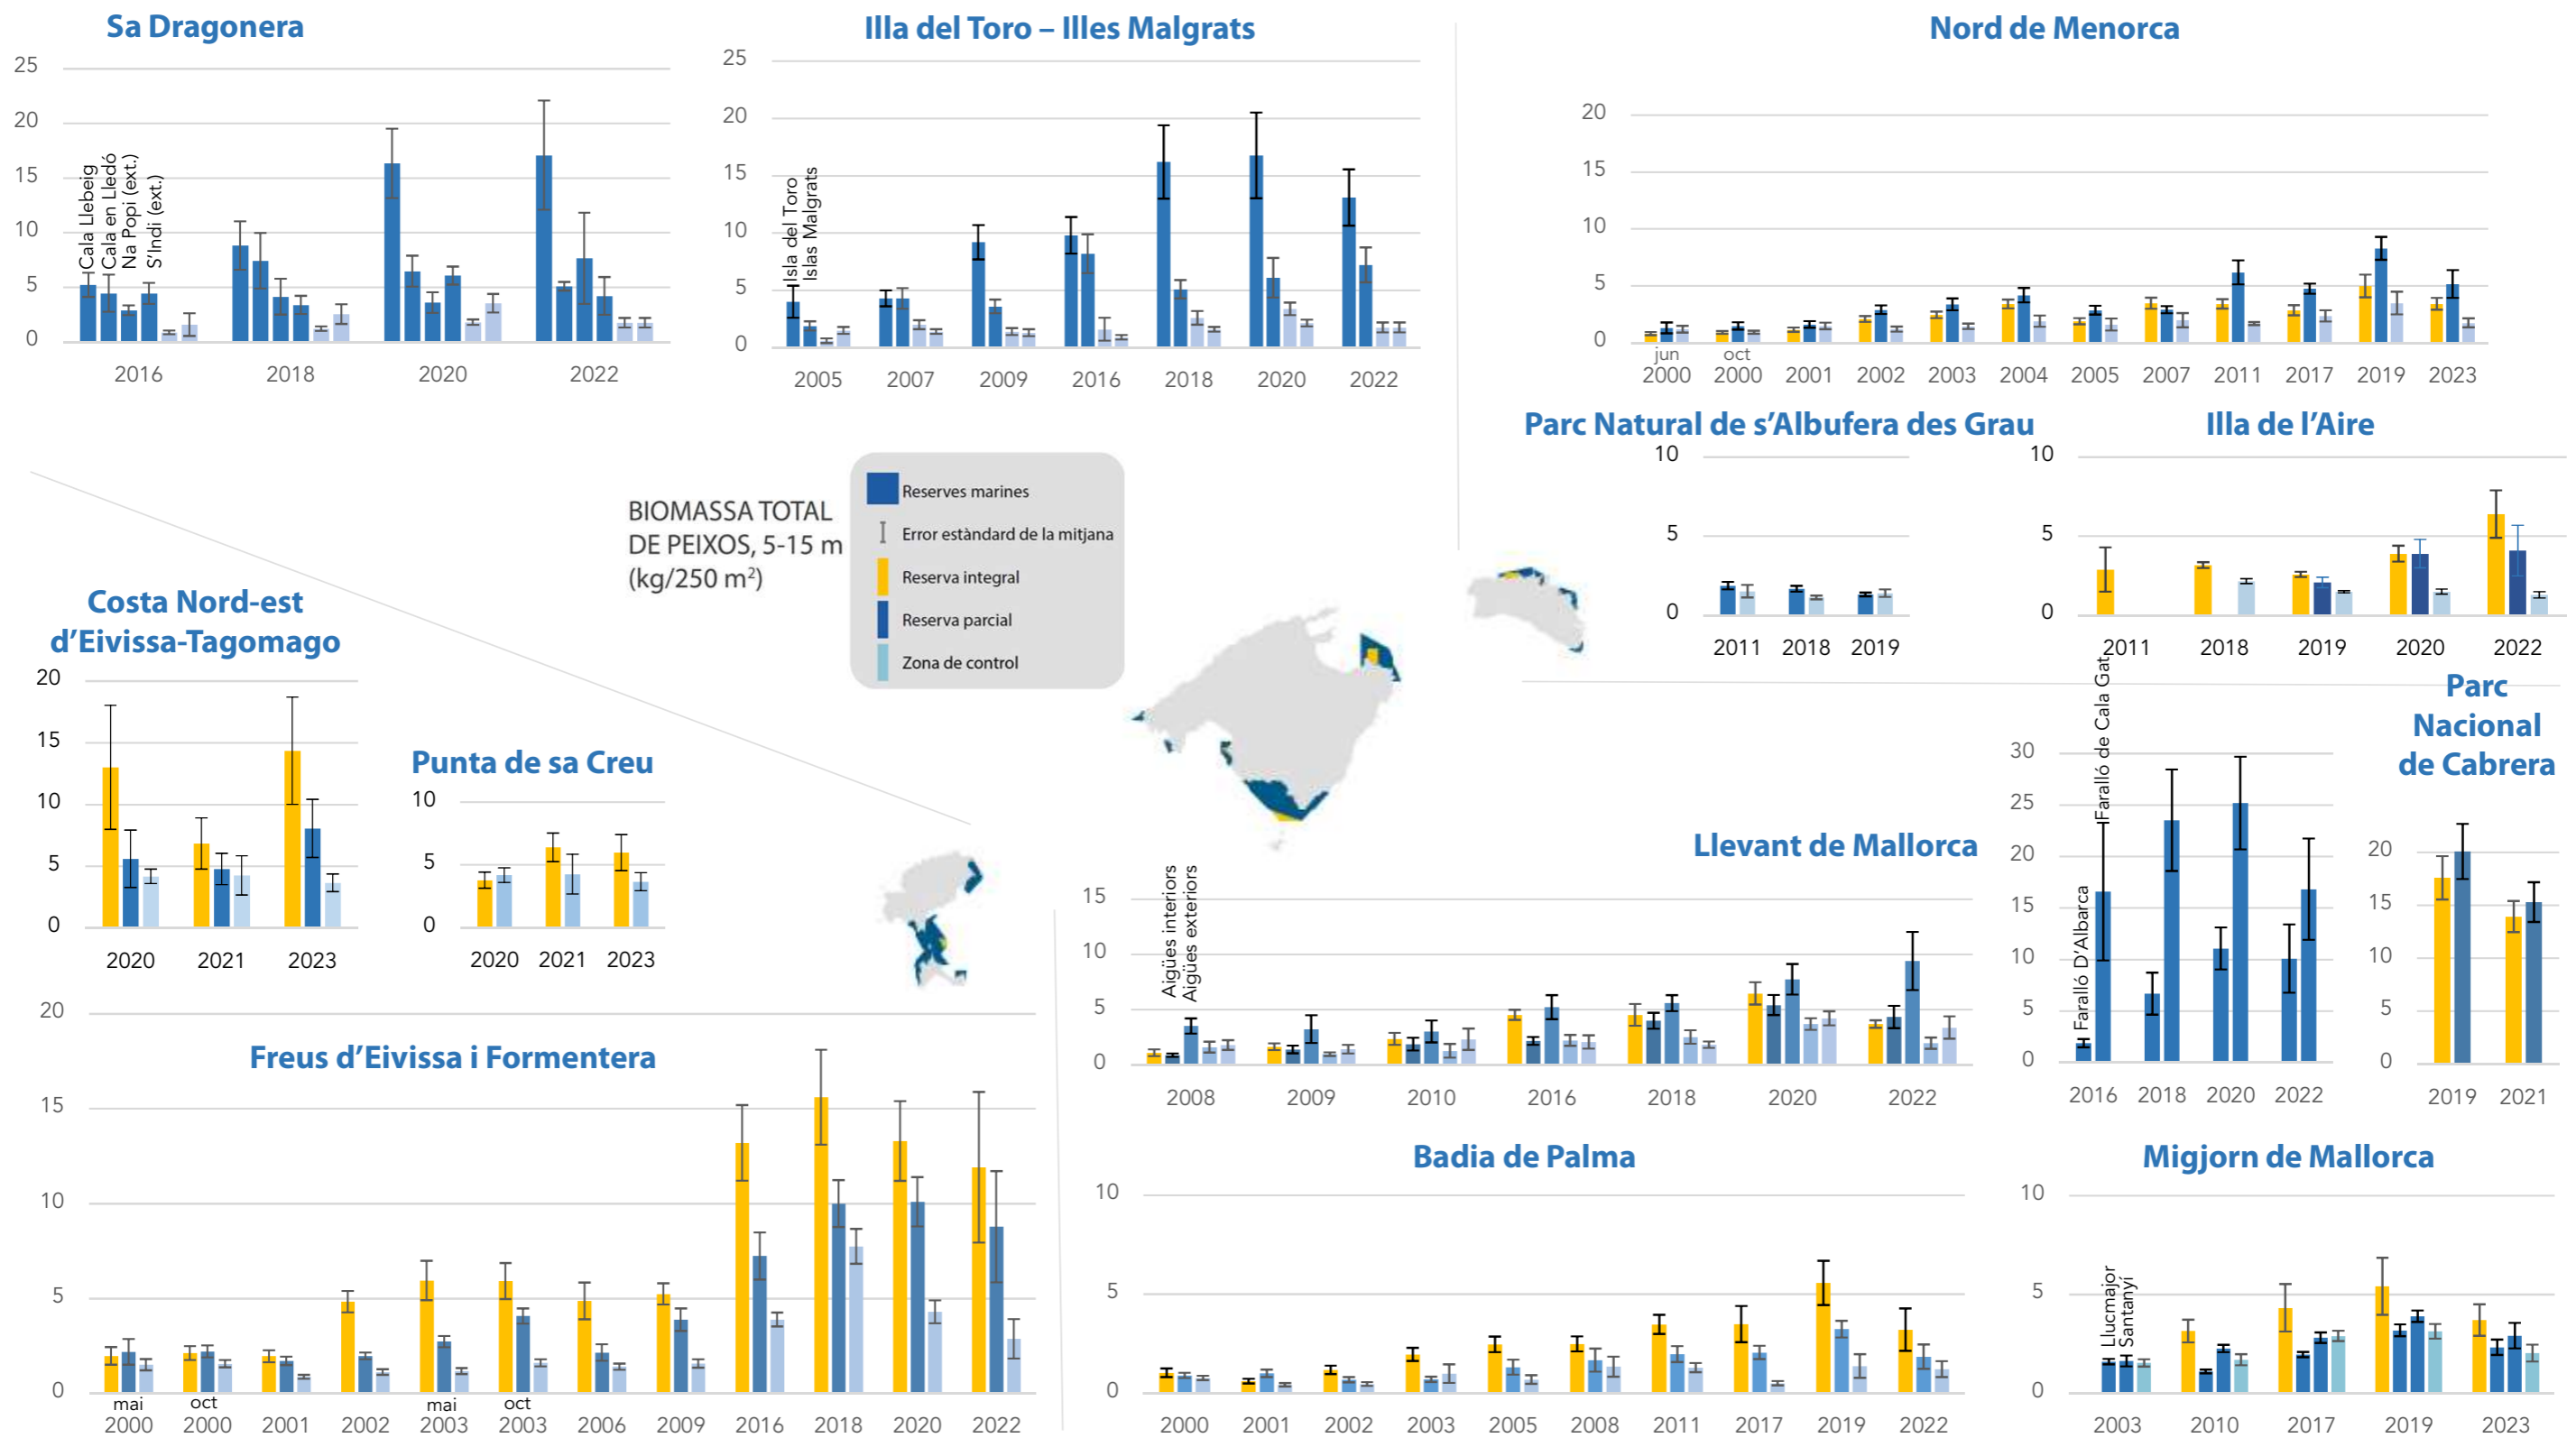 Sa Dragonera
25
20
15
10
5
0
Cala Llebeig
Cala en Lledó
Na Popi (ext.)
S'Indi (ext.)
2016 2018 2020 2022
Illa del Toro – Illes Malgrats
25
20
15
10
5
0
Isla del Toro
Islas Malgrats
2005 2007 2009 2016 2018 2020 2022
Nord de Menorca
20
15
10
5
0
jun oct
2000 2000 2001 2002 2003 2004 2005 2007 2011 2017 2019 2023
Parc Natural de s'Albufera des Grau
10
5
0
2011 2018 2019
Illa de l'Aire
10
5
0
2011 2018 2019 2020 2022
BIOMASSA TOTAL
DE PEIXOS, 5-15 m
(kg/250 m²)
Reserves marines
Error estàndard de la mitjana
Reserva integral
Reserva parcial
Zona de control
Costa Nord-est
d'Eivissa-Tagomago
20
15
10
5
0
2020 2021 2023
Punta de sa Creu
10
5
0
2020 2021 2023
Freus d'Eivissa i Formentera
20
15
10
5
0
mai oct mai oct
2000 2000 2001 2002 2003 2003 2006 2009 2016 2018 2020 2022
Llevant de Mallorca
15
10
5
0
Aigües interiors
Aigües exteriors
2008 2009 2010 2016 2018 2020 2022
30
25
20
15
10
5
0
Faralló D'Albarca
Faralló de Cala Gat
2016 2018 2020 2022
Parc
Nacional
de Cabrera
20
15
10
5
0
2019 2021
Badia de Palma
10
5
0
2000 2001 2002 2003 2005 2008 2011 2017 2019 2022
Migjorn de Mallorca
10
5
0
Llucmajor
Santanyí
2003 2010 2017 2019 2023